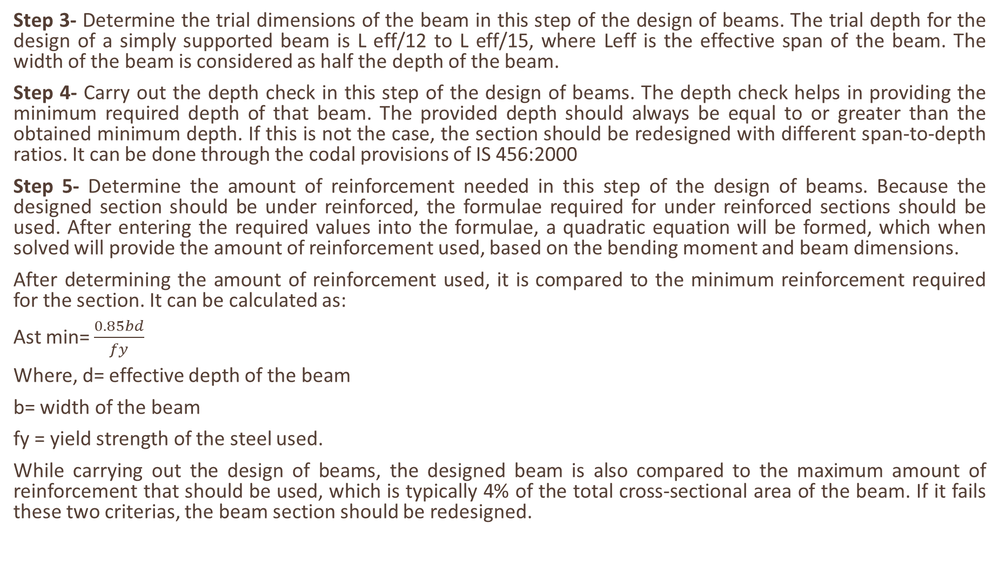 Step 3- Determine the trial dimensions of the beam in this step of the design of beams. The trial depth for the
design of a simply supported beam is L eff/12 to L eff/15, where Leff is the effective span of the beam. The
width of the beam is considered as half the depth of the beam.
Step 4- Carry out the depth check in this step of the design of beams. The depth check helps in providing the
minimum required depth of that beam. The provided depth should always be equal to or greater than the
obtained minimum depth. If this is not the case, the section should be redesigned with different span-to-depth
ratios. It can be done through the codal provisions of IS 456:2000
Step 5- Determine the amount of reinforcement needed in this step of the design of beams. Because the
designed section should be under reinforced, the formulae required for under reinforced sections should be
used. After entering the required values into the formulae, a quadratic equation will be formed, which when
solved will provide the amount of reinforcement used, based on the bending moment and beam dimensions.
After determining the amount of reinforcement used, it is compared to the minimum reinforcement required
for the section. It can be calculated as:
Ast min= 0.85bd / fy
Where, d= effective depth of the beam
b= width of the beam
fy = yield strength of the steel used.
While carrying out the design of beams, the designed beam is also compared to the maximum amount of
reinforcement that should be used, which is typically 4% of the total cross-sectional area of the beam. If it fails
these two criterias, the beam section should be redesigned.